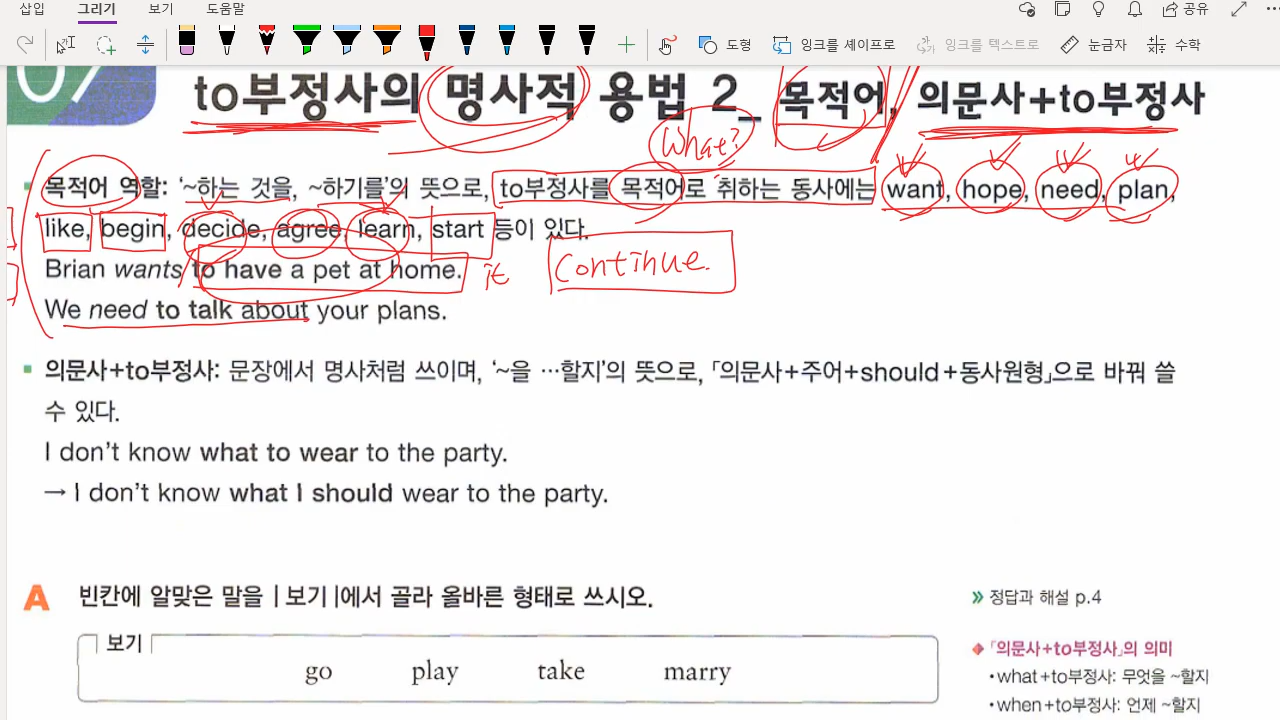 삽입 그리기 보기 도움말 공유
도형 잉크를 셰이프로 잉크를 텍스트로 눈금자 수학
to부정사의 명사적 용법 2_ 목적어, 의문사+to부정사
What?
목적어 역할: ‘~하는 것을, ~하기를’의 뜻으로, to부정사를 목적어로 취하는 동사에는 want, hope, need, plan,
like, begin, decide, agree, learn, start 등이 있다.
Brian wants to have a pet at home. it Continue.
We need to talk about your plans.
의문사+to부정사: 문장에서 명사처럼 쓰이며, ‘~을 …할지’의 뜻으로, 「의문사+주어+should+동사원형」으로 바꿔 쓸
수 있다.
I don’t know what to wear to the party.
→ I don’t know what I should wear to the party.
A 빈칸에 알맞은 말을 | 보기 |에서 골라 올바른 형태로 쓰시오.
» 정답과 해설 p.4
보기
go play take marry
「의문사+to부정사」의 의미
•what+to부정사: 무엇을 ~할지
•when+to부정사: 언제 ~할지